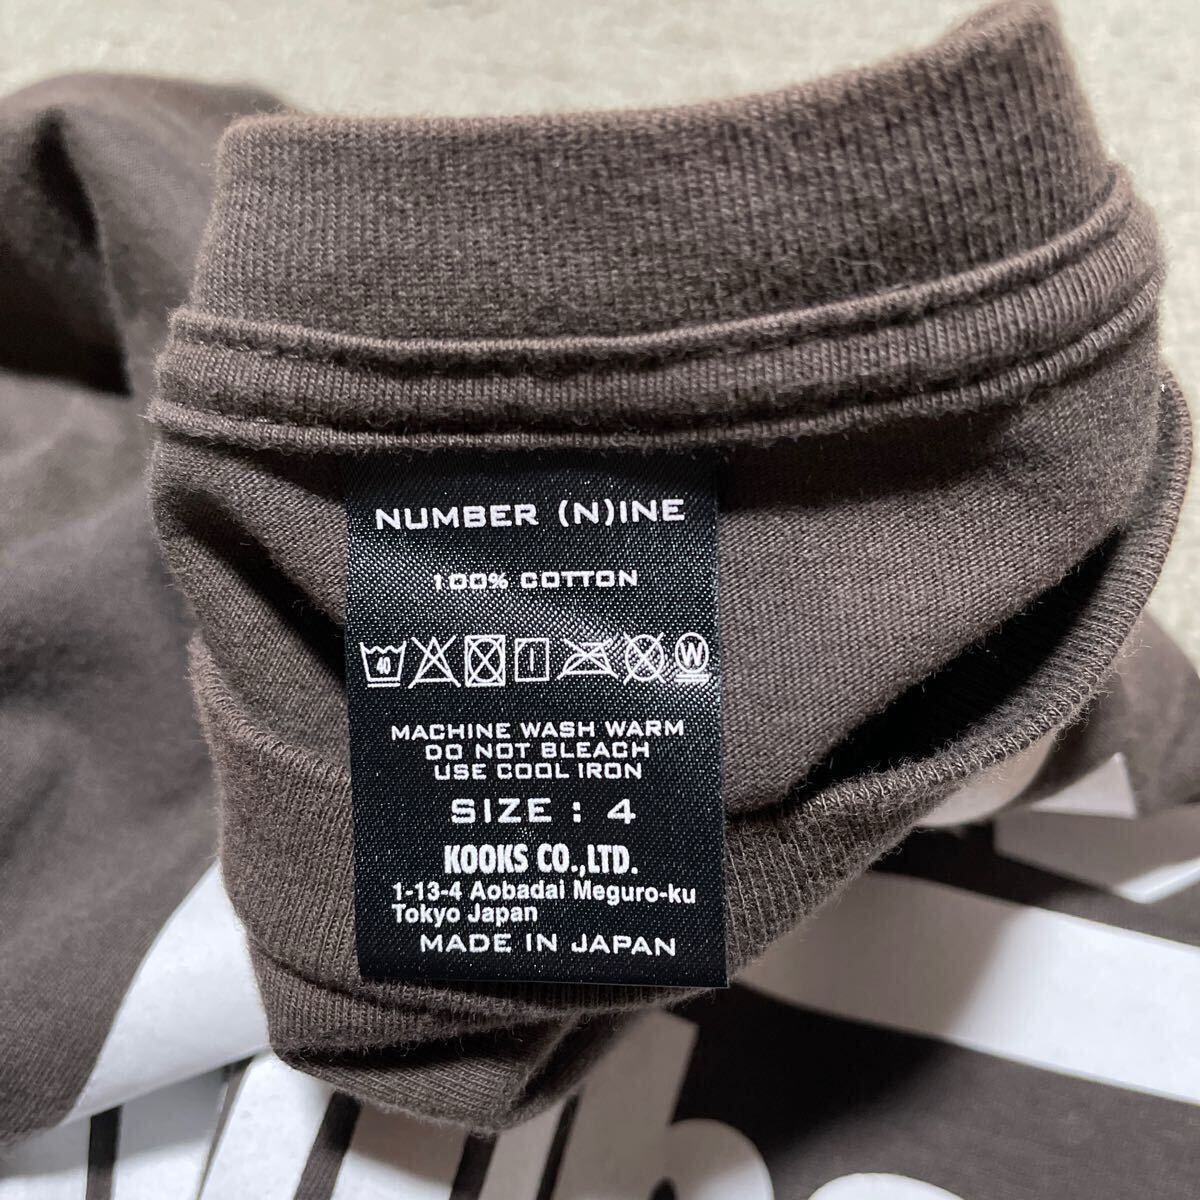 NUMBER (N)INE
100% COTTON
40 W
MACHINE WASH WARM
DO NOT BLEACH
USE COOL IRON
SIZE : 4
KOOKS CO.,LTD.
1-13-4 Aobadai Meguro-ku
Tokyo Japan
MADE IN JAPAN